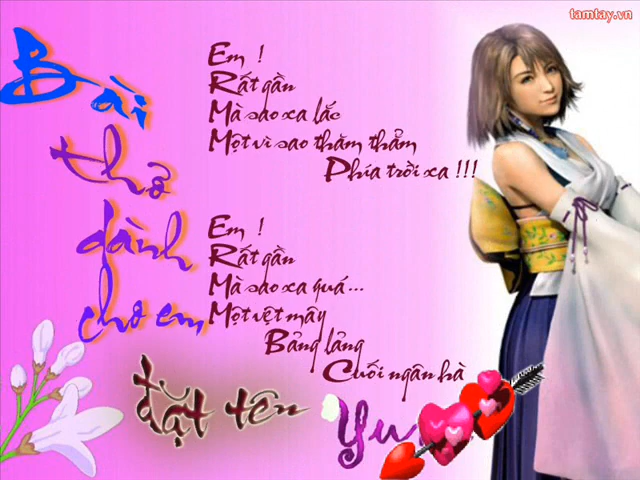 tamtay.vn
Bài
thơ
dành
cho em
Em !
Rất gần
Mà sao xa lắc
Một vì sao thăm thẳm
Phía trời xa !!!
Em !
Rất gần
Mà sao xa quá...
Một vệt mây
Bảng lảng
Cuối ngân hà
đặt tên
Yu